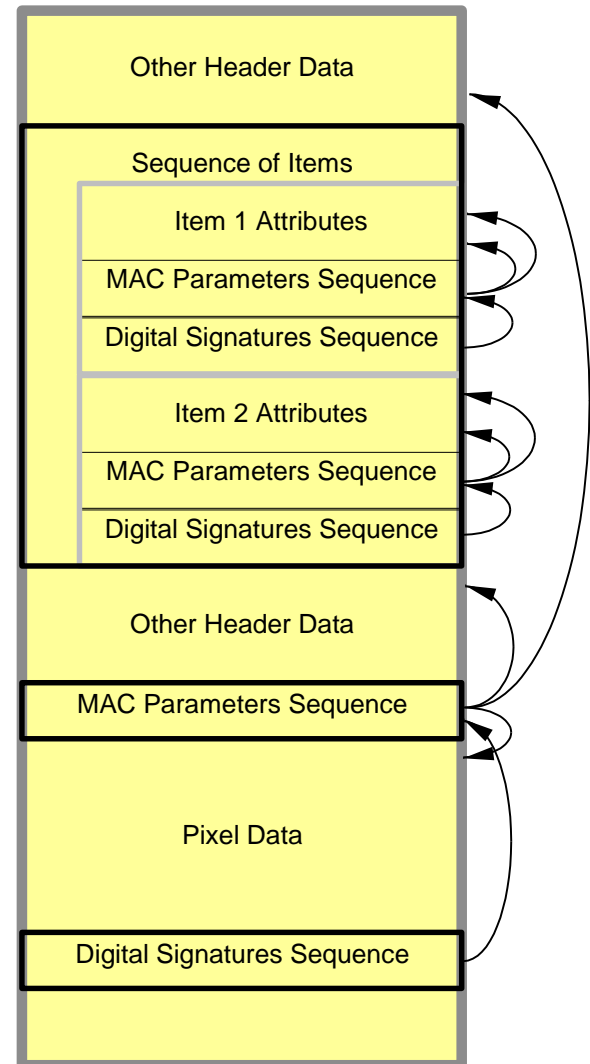 Other Header Data
Sequence of Items
Item 1 Attributes
MAC Parameters Sequence
Digital Signatures Sequence
Item 2 Attributes
MAC Parameters Sequence
Digital Signatures Sequence
Other Header Data
MAC Parameters Sequence
Pixel Data
Digital Signatures Sequence